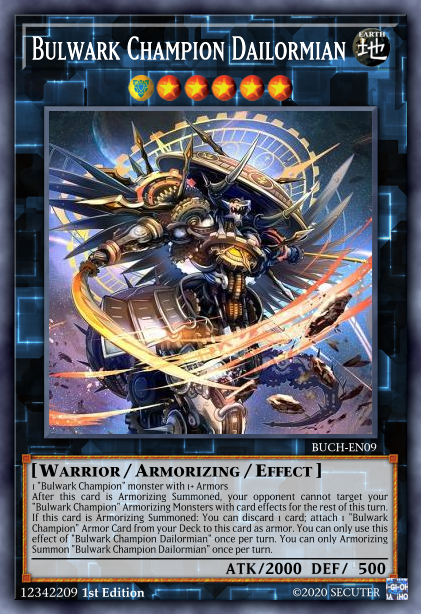 BULWARK CHAMPION DAILORMIAN
EARTH
地
BUCH-EN09
[WARRIOR/ARMORIZING/EFFECT]
1 "Bulwark Champion" monster with 1+ Armors
After this card is Armorizing Summoned, your opponent cannot target your
"Bulwark Champion" Armorizing Monsters with card effects for the rest of this turn.
If this card is Armorizing Summoned: You can discard 1 card; attach 1 "Bulwark
Champion" Armor Card from your Deck to this card as armor. You can only use this
effect of "Bulwark Champion Dailormian" once per turn. You can only Armorizing
Summon "Bulwark Champion Dailormian" once per turn.
ATK/2000 DEF/ 500
12342209 1st Edition
©2020 SECUTER